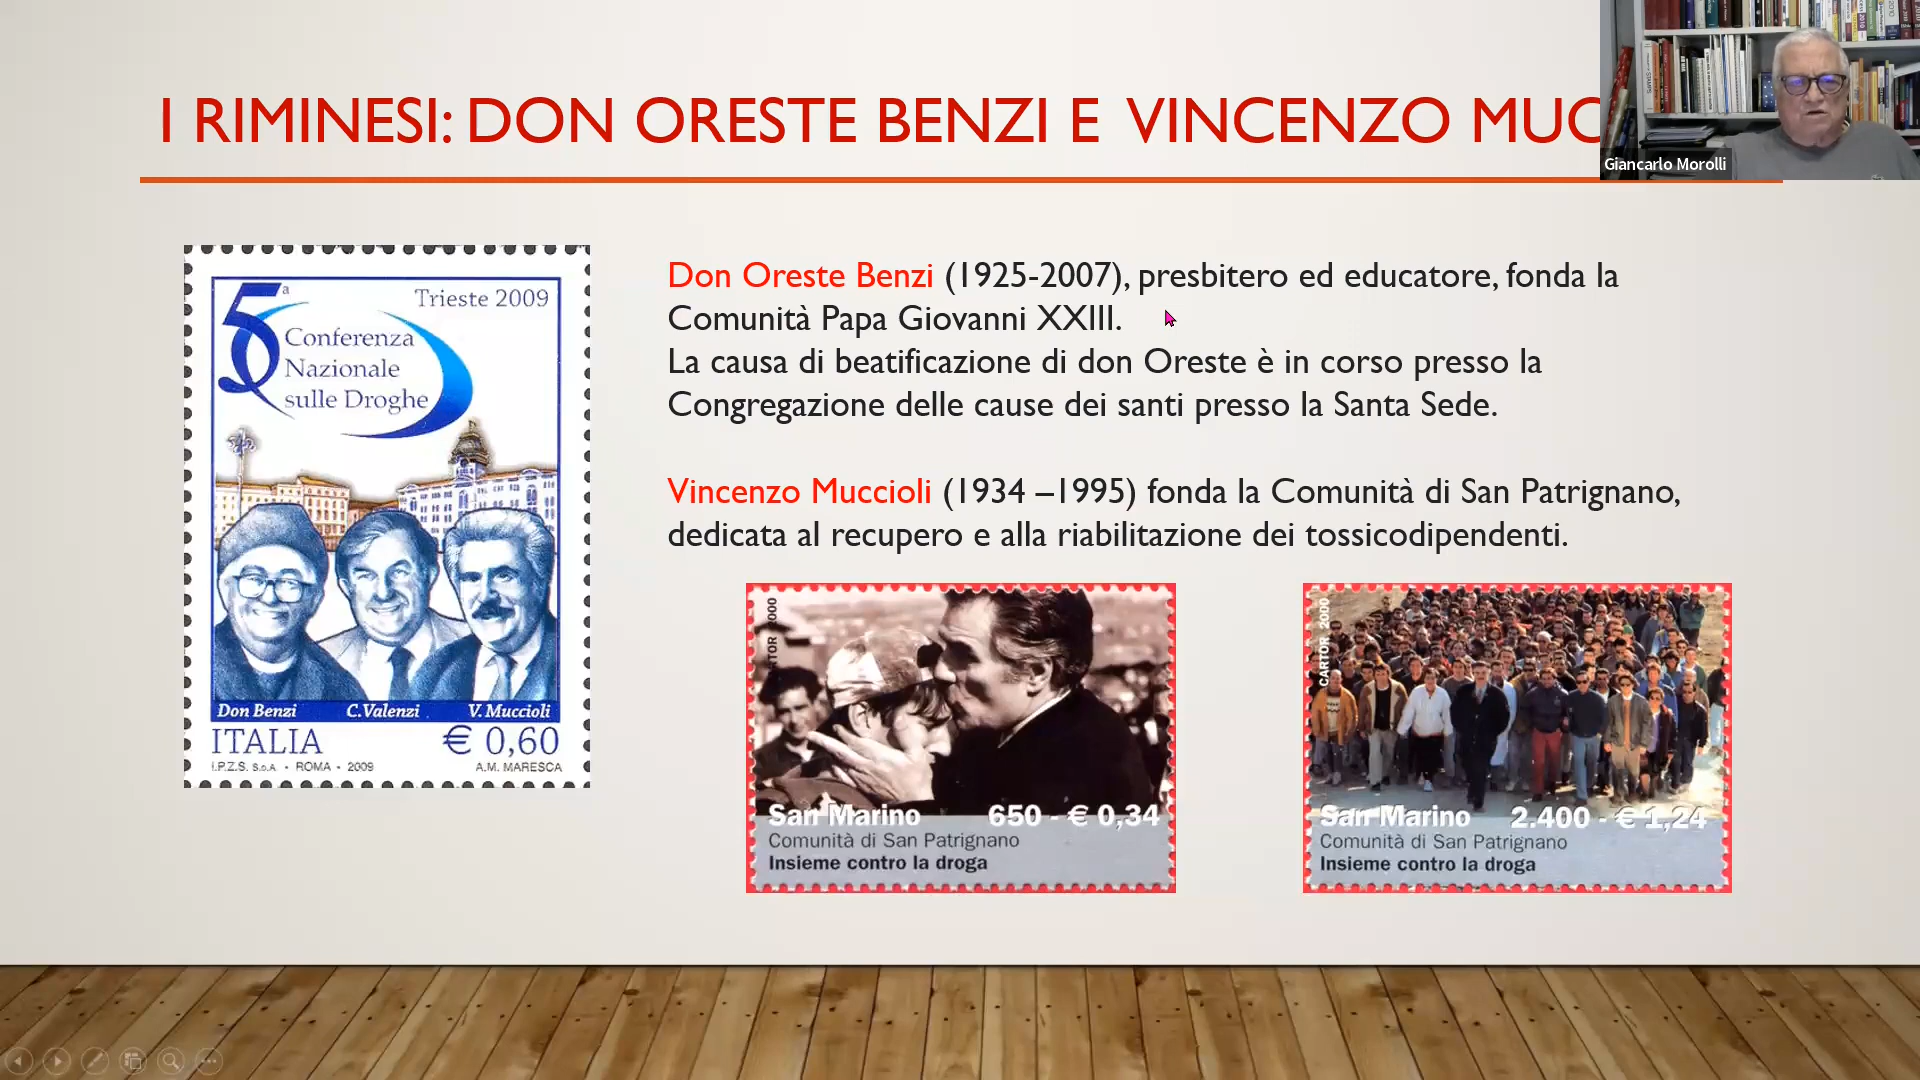 I RIMINESI: DON ORESTE BENZI E VINCENZO MUC
Giancarlo Morolli
5ª
Trieste 2009
Conferenza
Nazionale
sulle Droghe
Don Benzi C.Valenzi V. Muccioli
ITALIA € 0,60
I.P.Z.S. S.p.A. - ROMA - 2009 A.M. MARESCA
Don Oreste Benzi (1925-2007), presbitero ed educatore, fonda la
Comunità Papa Giovanni XXIII.
La causa di beatificazione di don Oreste è in corso presso la
Congregazione delle cause dei santi presso la Santa Sede.
Vincenzo Muccioli (1934 –1995) fonda la Comunità di San Patrignano,
dedicata al recupero e alla riabilitazione dei tossicodipendenti.
2000
San Marino 650 - € 0,34
Comunità di San Patrignano
Insieme contro la droga
CARTOR 2000
San Marino 2.400 - € 1,24
Comunità di San Patrignano
Insieme contro la droga